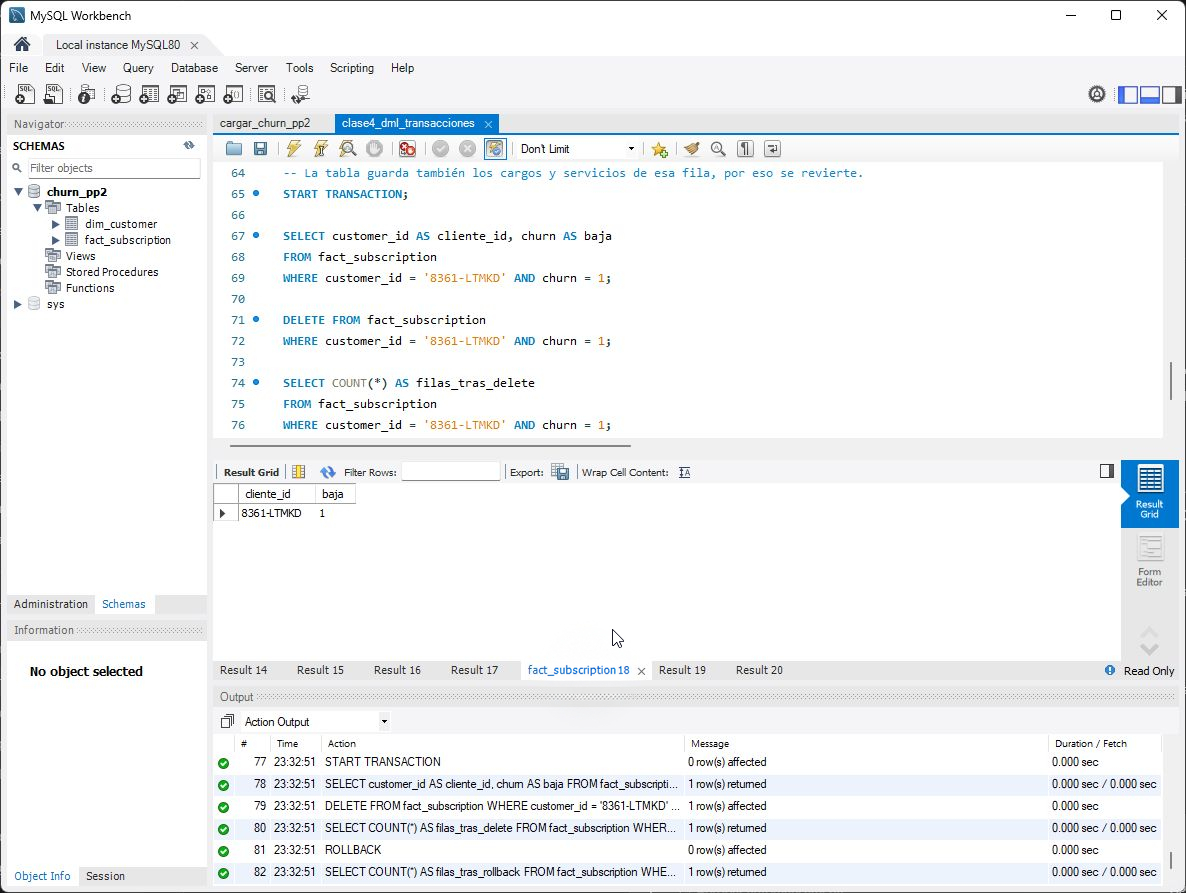 MySQL Workbench
Local instance MySQL80
File Edit View Query Database Server Tools Scripting Help
Navigator
SCHEMAS
Filter objects
churn_pp2
Tables
dim_customer
fact_subscription
Views
Stored Procedures
Functions
sys
Administration Schemas
Information
No object selected
Object Info Session
cargar_churn_pp2 clase4_dml_transacciones
Don't Limit
64 -- La tabla guarda también los cargos y servicios de esa fila, por eso se revierte.
65 START TRANSACTION;
66
67 SELECT customer_id AS cliente_id, churn AS baja
68 FROM fact_subscription
69 WHERE customer_id = '8361-LTMKD' AND churn = 1;
70
71 DELETE FROM fact_subscription
72 WHERE customer_id = '8361-LTMKD' AND churn = 1;
73
74 SELECT COUNT(*) AS filas_tras_delete
75 FROM fact_subscription
76 WHERE customer_id = '8361-LTMKD' AND churn = 1;
Result Grid Filter Rows: Export: Wrap Cell Content:
cliente_id baja
8361-LTMKD 1
Result Grid
Form Editor
Result 14 Result 15 Result 16 Result 17 fact_subscription 18 Result 19 Result 20 Read Only
Output
Action Output
# Time Action Message Duration / Fetch
77 23:32:51 START TRANSACTION 0 row(s) affected 0.000 sec
78 23:32:51 SELECT customer_id AS cliente_id, churn AS baja FROM fact_subscripti... 1 row(s) returned 0.000 sec / 0.000 sec
79 23:32:51 DELETE FROM fact_subscription WHERE customer_id = '8361-LTMKD' ... 1 row(s) affected 0.000 sec
80 23:32:51 SELECT COUNT(*) AS filas_tras_delete FROM fact_subscription WHER... 1 row(s) returned 0.000 sec / 0.000 sec
81 23:32:51 ROLLBACK 0 row(s) affected 0.000 sec
82 23:32:51 SELECT COUNT(*) AS filas_tras_rollback FROM fact_subscription WHE... 1 row(s) returned 0.000 sec / 0.000 sec